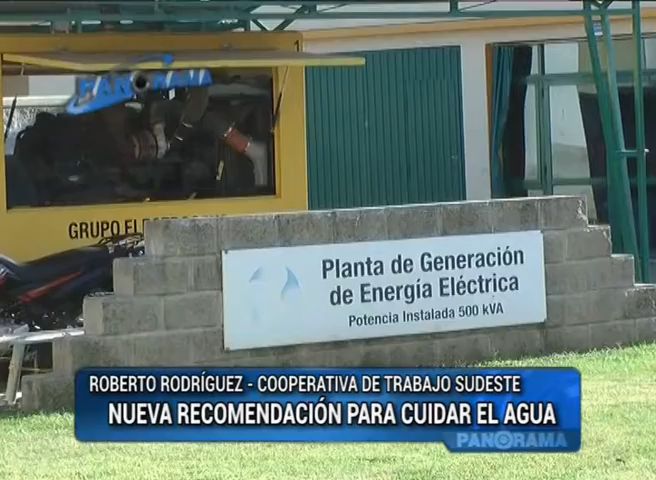 PANORAMA
GRUPO ELECTROGENO
Planta de Generación
de Energía Eléctrica
Potencia Instalada 500 kVA
ROBERTO RODRÍGUEZ - COOPERATIVA DE TRABAJO SUDESTE
NUEVA RECOMENDACIÓN PARA CUIDAR EL AGUA
PANORAMA